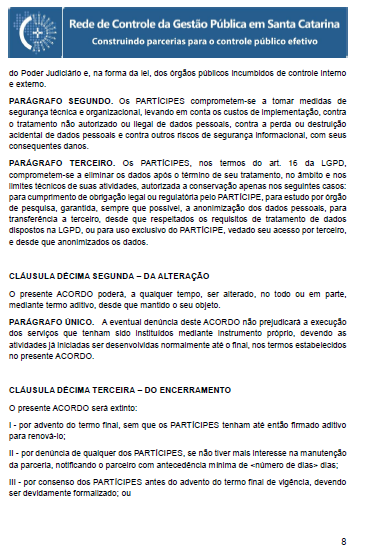 Rede de Controle da Gestão Pública em Santa Catarina
Construindo parcerias para o controle público efetivo
do Poder Judiciário e, na forma da lei, dos órgãos públicos incumbidos de controle interno
e externo.
PARÁGRAFO SEGUNDO. Os PARTÍCIPES comprometem-se a tomar medidas de
segurança técnica e organizacional, levando em conta os custos de implementação, contra
o tratamento não autorizado ou ilegal de dados pessoais, contra a perda ou destruição
acidental de dados pessoais e contra outros riscos de segurança informacional, com seus
consequentes danos.
PARÁGRAFO TERCEIRO. Os PARTÍCIPES, nos termos do art. 16 da LGPD,
comprometem-se a eliminar os dados após o término de seu tratamento, no âmbito e nos
limites técnicos de suas atividades, autorizada a conservação apenas nos seguintes casos:
para cumprimento de obrigação legal ou regulatória pelo PARTÍCIPE, para estudo por órgão
de pesquisa, garantida, sempre que possível, a anonimização dos dados pessoais, para
transferência a terceiro, desde que respeitados os requisitos de tratamento de dados
dispostos na LGPD, ou para uso exclusivo do PARTÍCIPE, vedado seu acesso por terceiro,
e desde que anonimizados os dados.
CLÁUSULA DÉCIMA SEGUNDA – DA ALTERAÇÃO
O presente ACORDO poderá, a qualquer tempo, ser alterado, no todo ou em parte,
mediante termo aditivo, desde que mantido o seu objeto.
PARÁGRAFO ÚNICO. A eventual denúncia deste ACORDO não prejudicará a execução
dos serviços que tenham sido instituídos mediante instrumento próprio, devendo as
atividades já iniciadas ser desenvolvidas normalmente até o final, nos termos estabelecidos
no presente ACORDO.
CLÁUSULA DÉCIMA TERCEIRA – DO ENCERRAMENTO
O presente ACORDO será extinto:
I - por advento do termo final, sem que os PARTÍCIPES tenham até então firmado aditivo
para renová-lo;
II - por denúncia de qualquer dos PARTÍCIPES, se não tiver mais interesse na manutenção
da parceria, notificando o parceiro com antecedência mínima de <número de dias> dias;
III - por consenso dos PARTÍCIPES antes do advento do termo final de vigência, devendo
ser devidamente formalizado; ou
8